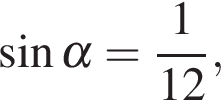 sin α = 1/12,